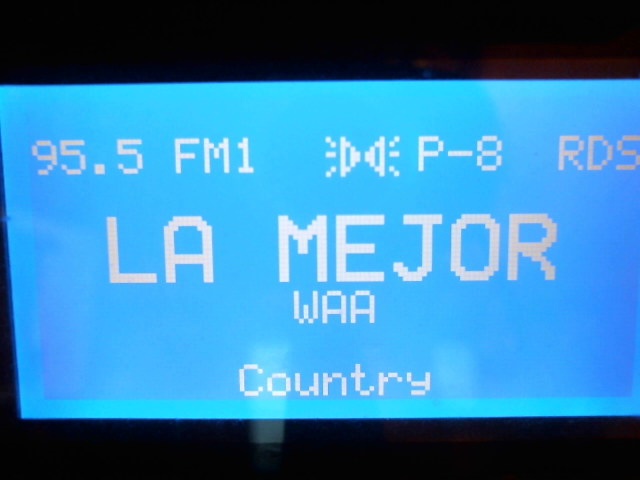 95.5 FM1 P-8 RDS
LA MEJOR
WAA
Country